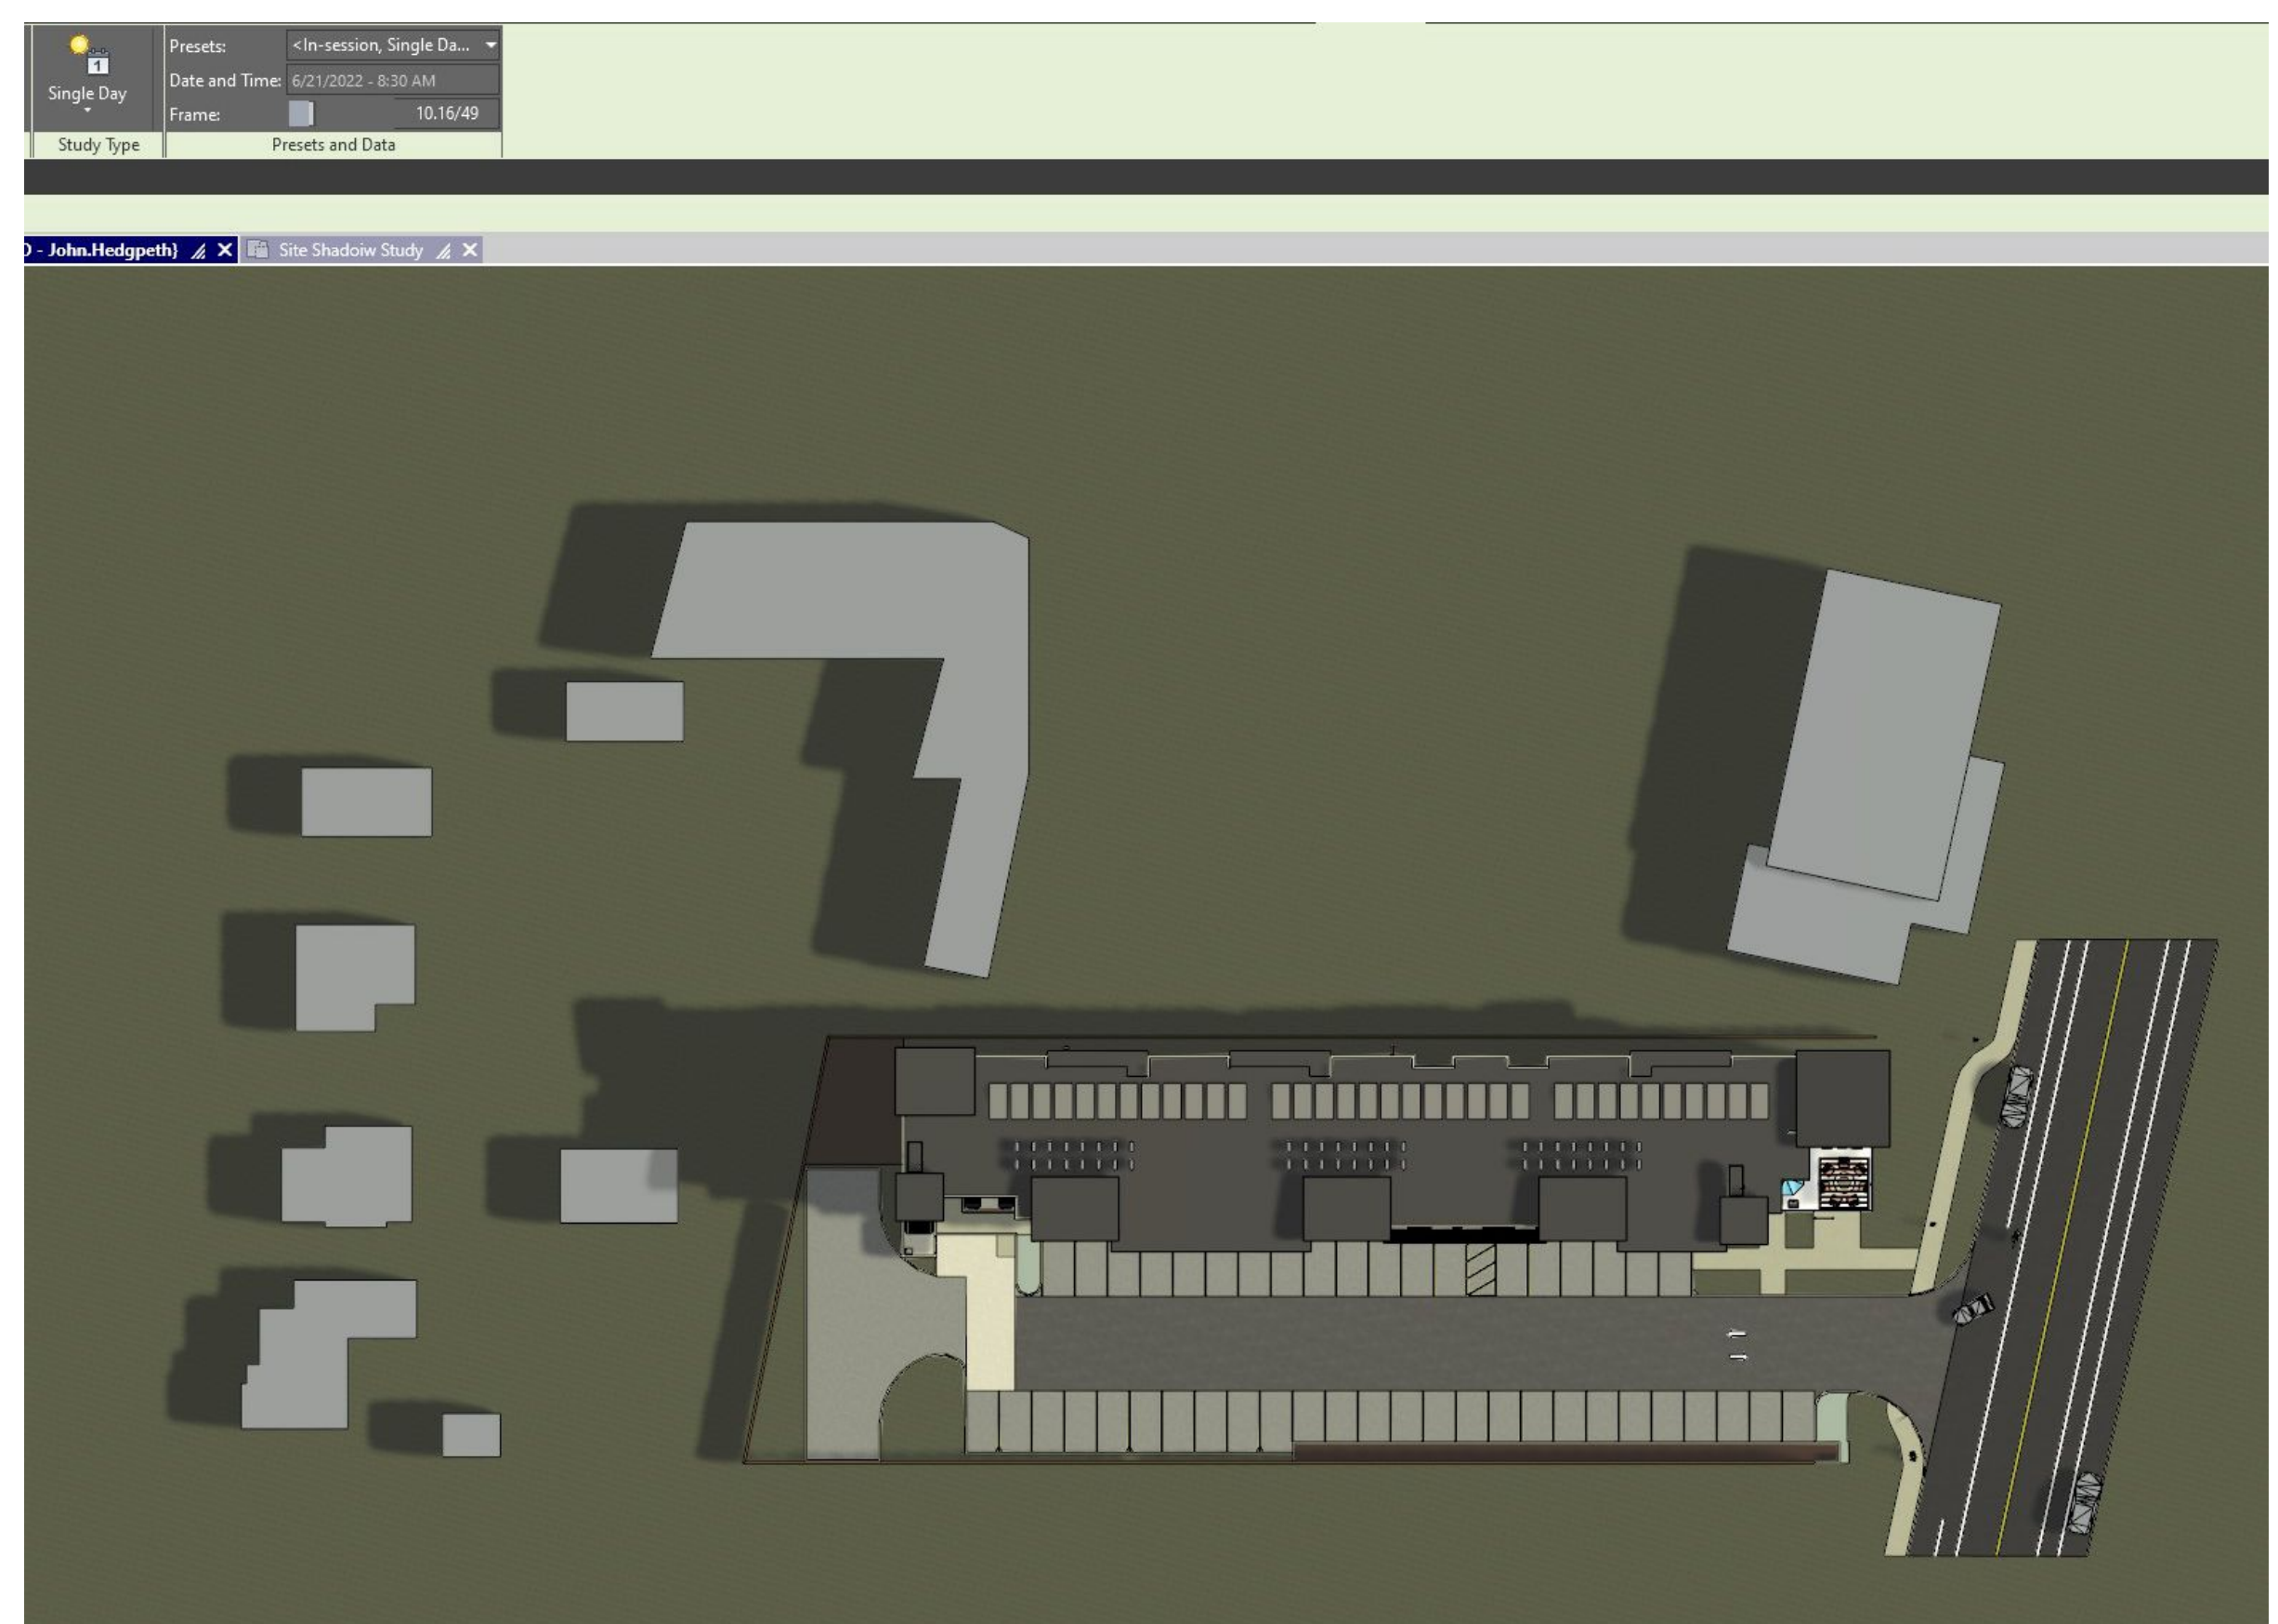 1
Single Day
Study Type
Presets: <In-session, Single Da...
Date and Time: 6/21/2022 - 8:30 AM
Frame: 10.16/49
Presets and Data
- John.Hedgpeth}
Site Shadoiw Study